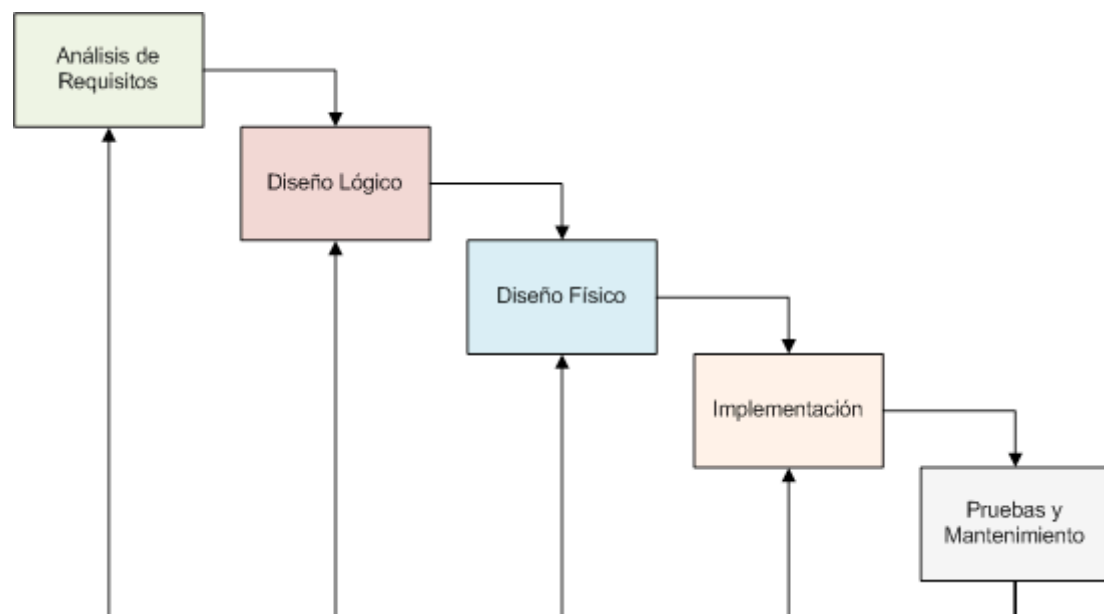 Análisis de
Requisitos
Diseño Lógico
Diseño Físico
Implementación
Pruebas y
Mantenimiento